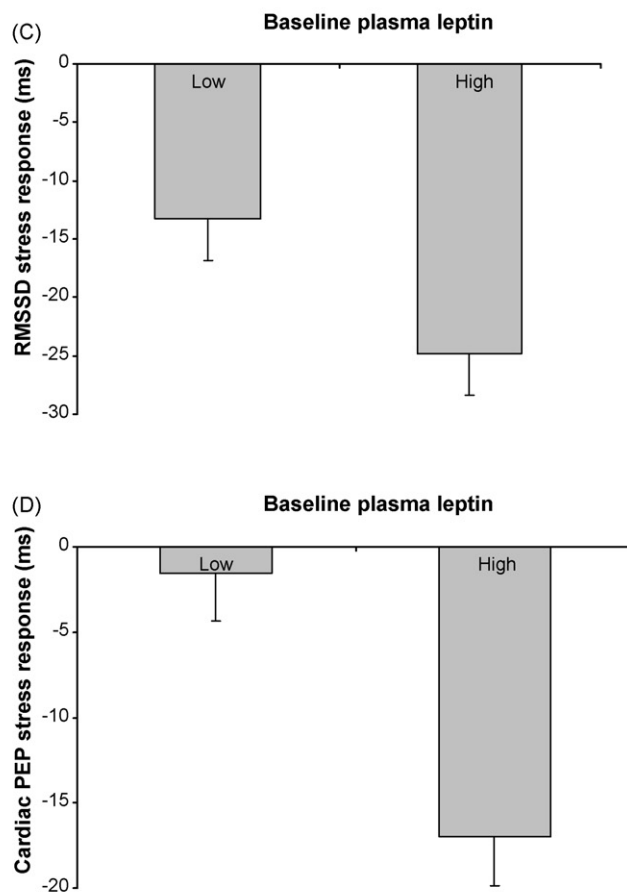 (C)
Baseline plasma leptin
RMSSD stress response (ms)
0
-5
-10
-15
-20
-25
-30
Low
High
(D)
Baseline plasma leptin
Cardiac PEP stress response (ms)
0
-5
-10
-15
-20
Low
High